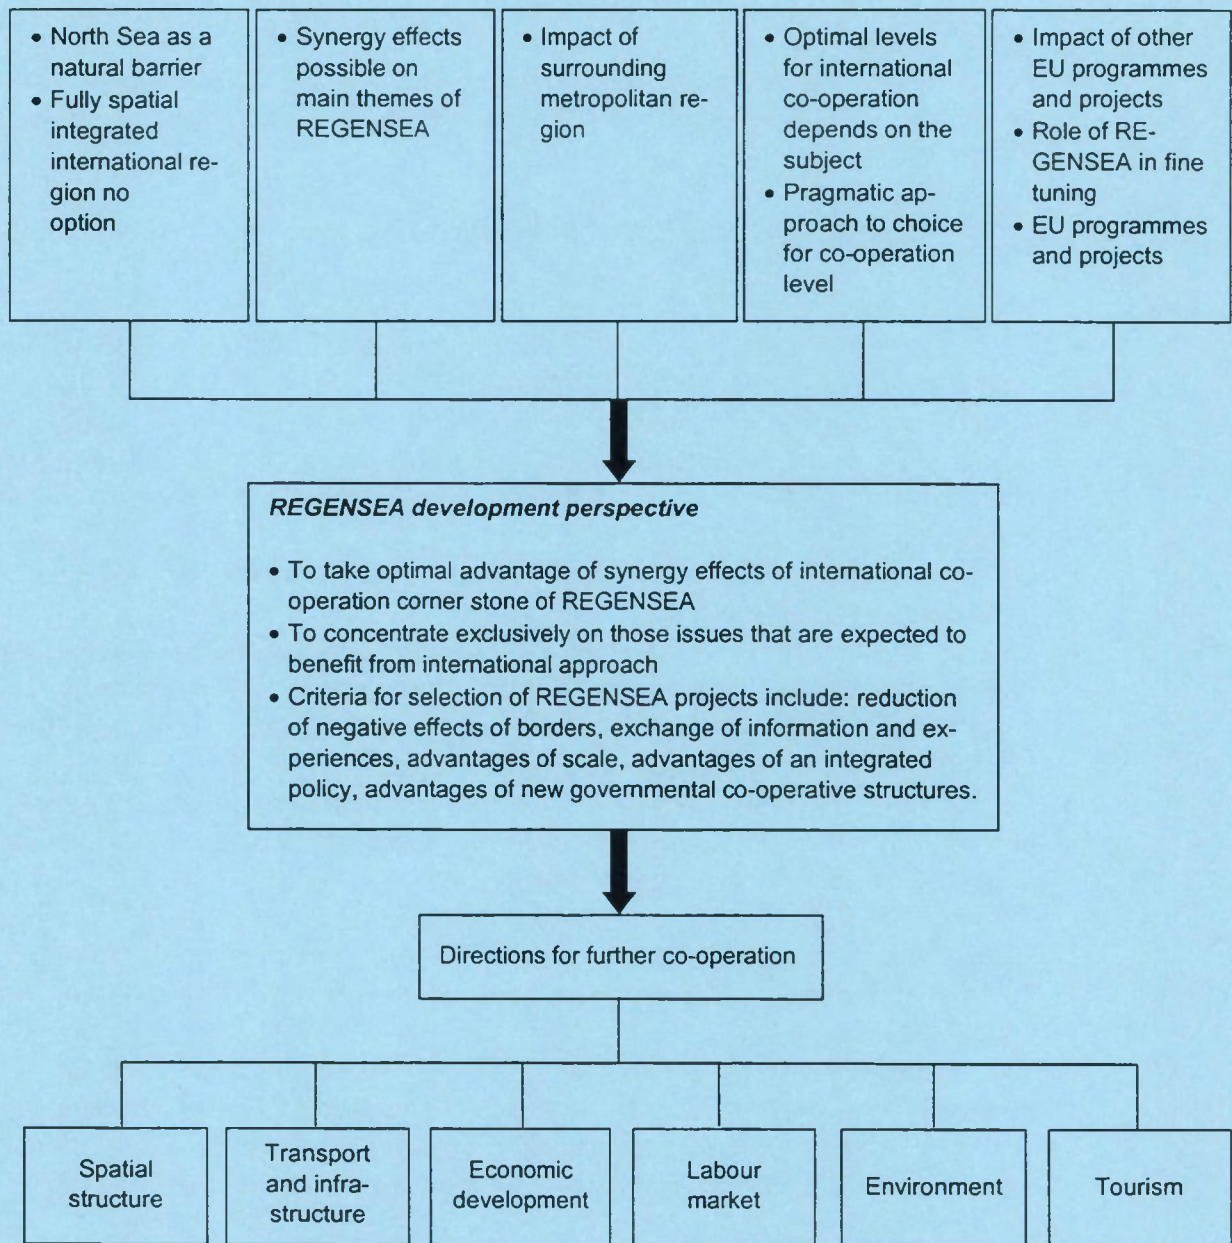 • North Sea as a
natural barrier
• Fully spatial
integrated
international re-
gion no
option
• Synergy effects
possible on
main themes of
REGENSEA
• Impact of
surrounding
metropolitan re-
gion
• Optimal levels
for international
co-operation
depends on the
subject
• Pragmatic ap-
proach to choice
for co-operation
level
• Impact of other
EU programmes
and projects
• Role of RE-
GENSEA in fine
tuning
• EU programmes
and projects
REGENSEA development perspective
• To take optimal advantage of synergy effects of international co-
operation corner stone of REGENSEA
• To concentrate exclusively on those issues that are expected to
benefit from international approach
• Criteria for selection of REGENSEA projects include: reduction
of negative effects of borders, exchange of information and ex-
periences, advantages of scale, advantages of an integrated
policy, advantages of new governmental co-operative structures.
Directions for further co-operation
Spatial
structure
Transport
and infra-
structure
Economic
development
Labour
market
Environment
Tourism